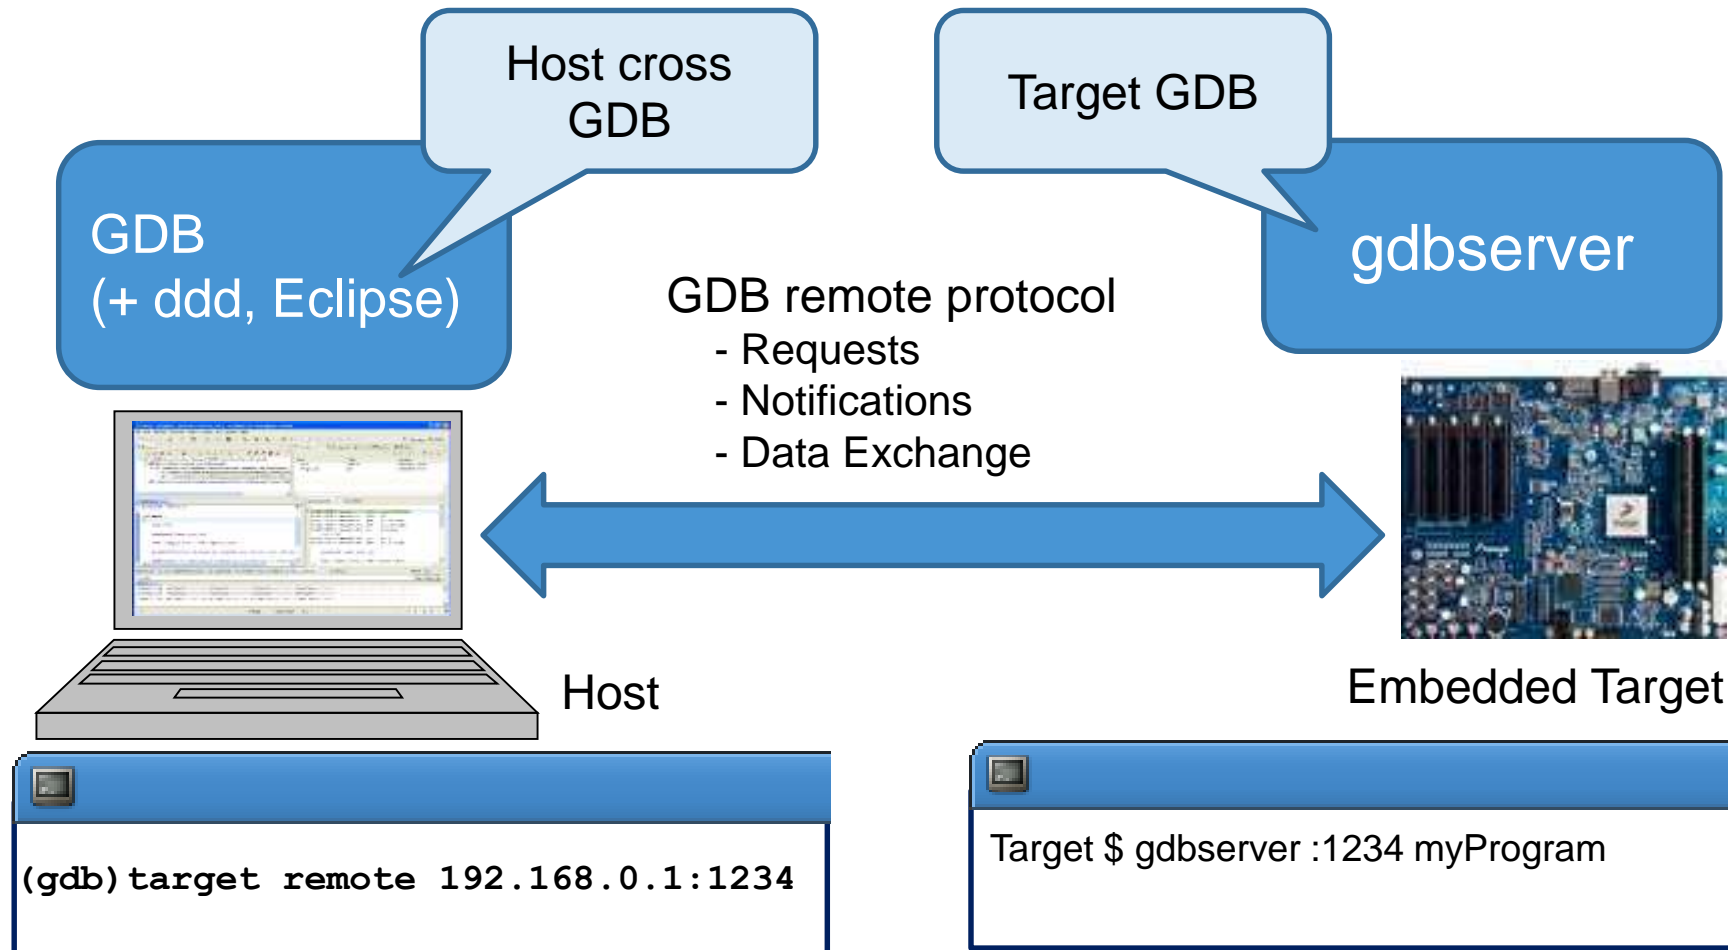 Host cross
GDB
Target GDB
GDB
(+ ddd, Eclipse)
gdbserver
GDB remote protocol
- Requests
- Notifications
- Data Exchange
Host
Embedded Target
(gdb)target remote 192.168.0.1:1234
Target $ gdbserver :1234 myProgram